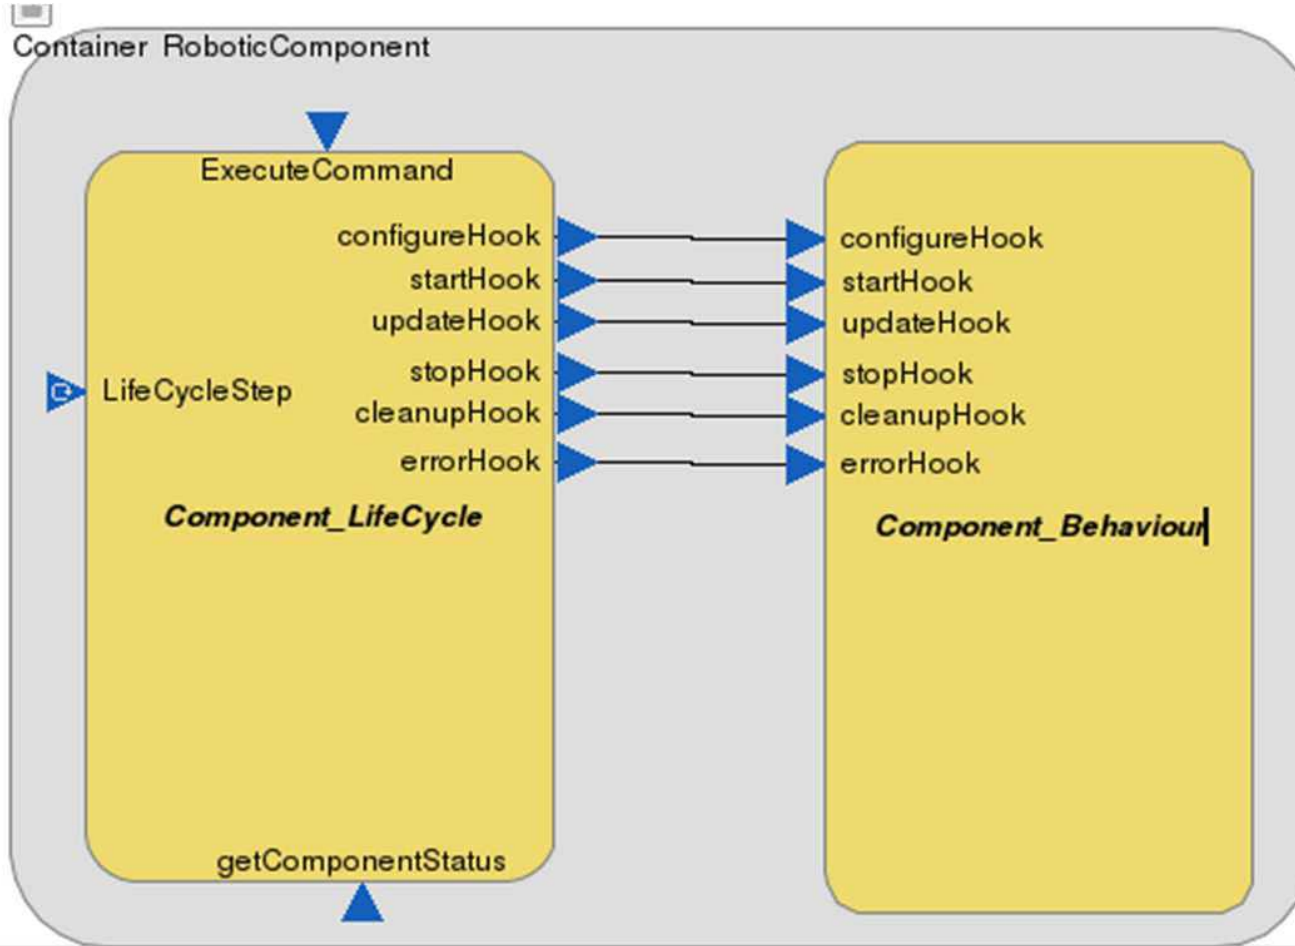 Container RoboticComponent
ExecuteCommand
configureHook
startHook
updateHook
stopHook
LifeCycleStep
cleanupHook
errorHook
Component_LifeCycle
getComponentStatus
configureHook
startHook
updateHook
stopHook
cleanupHook
errorHook
Component_Behaviour